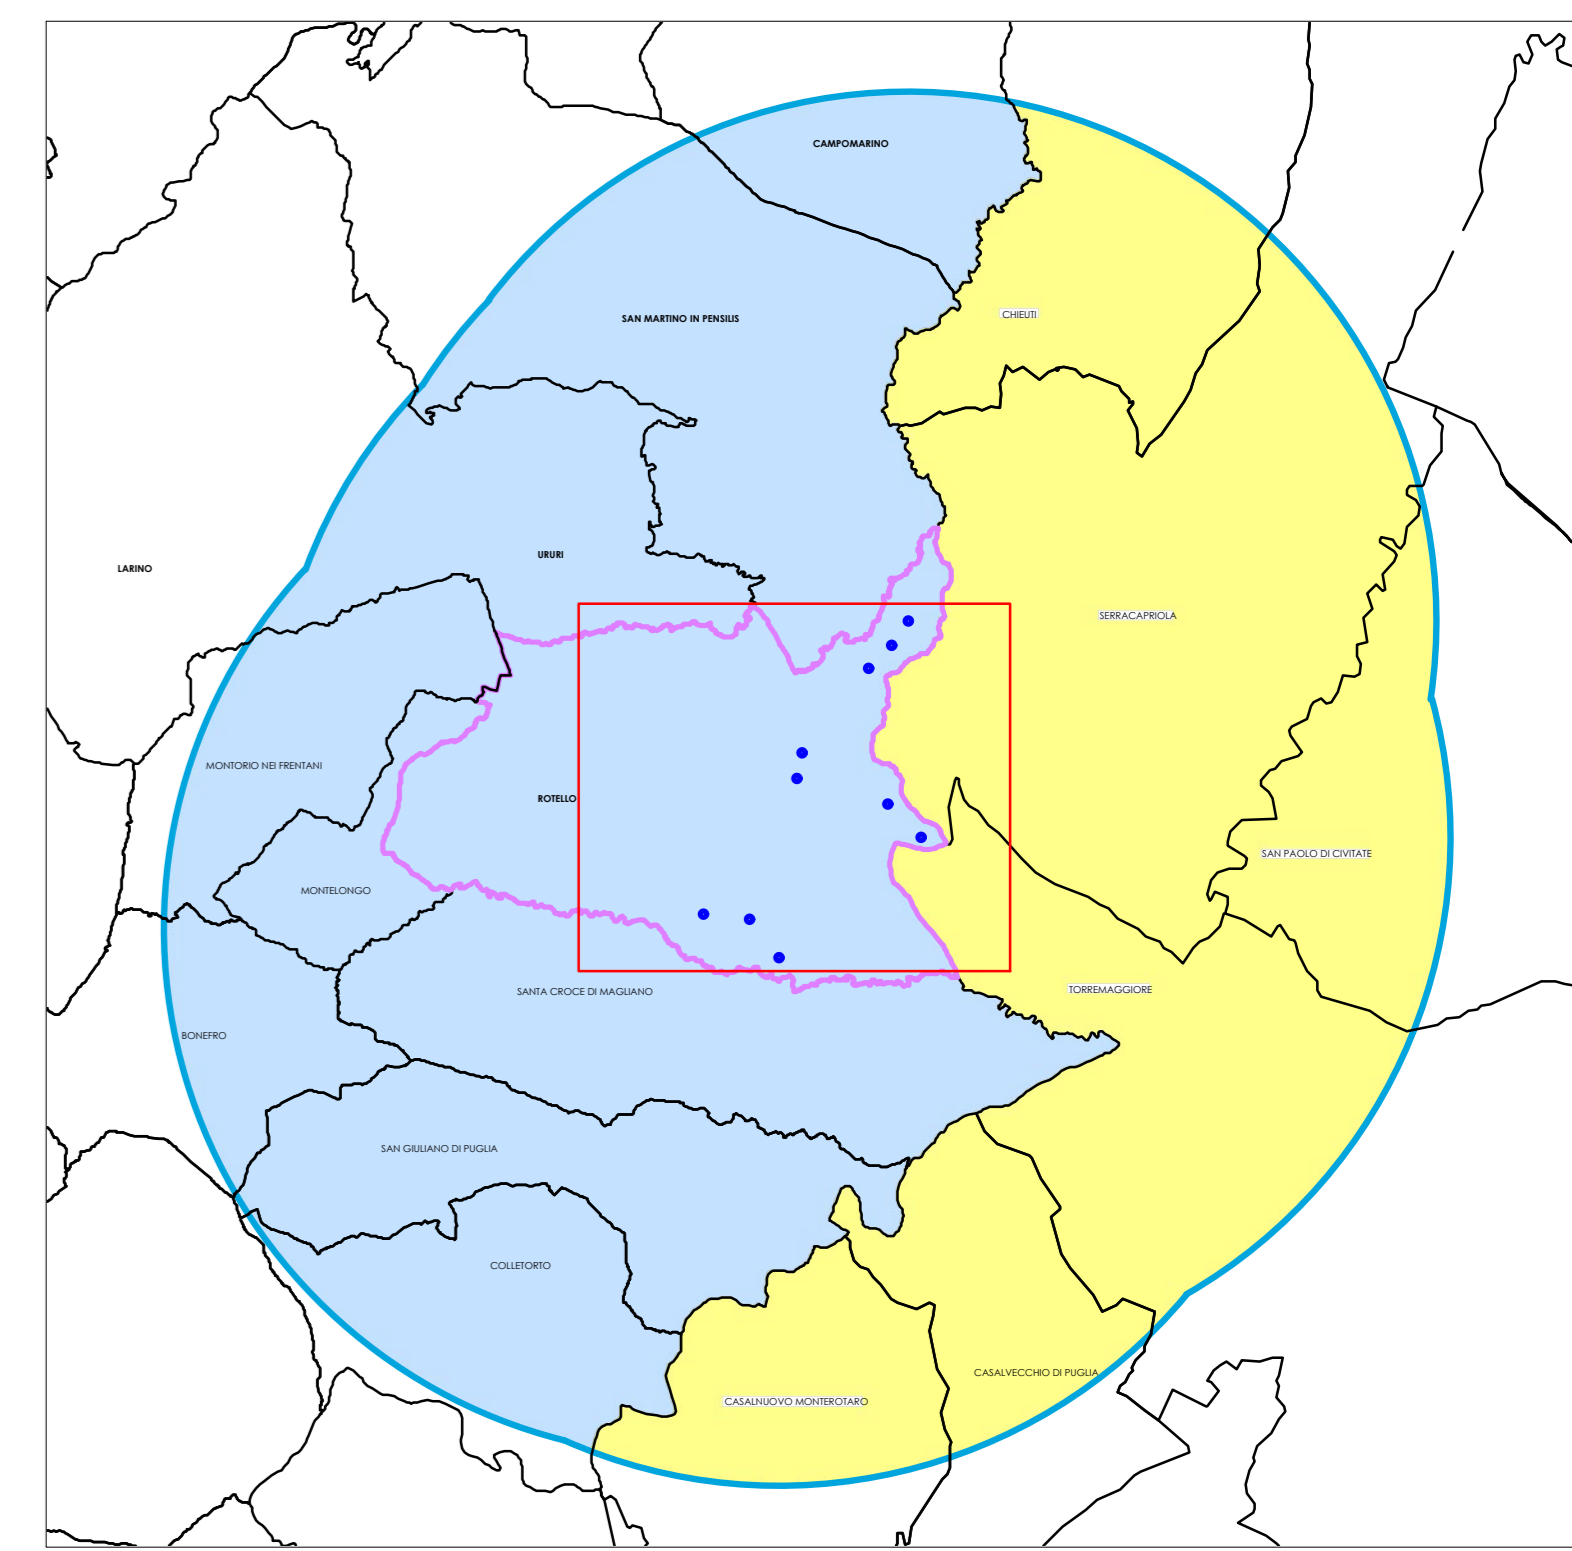 CAMPOMARINO
CHIEUTI
SAN MARTINO IN PENSILIS
URURI
LARINO
SERRACAPRIOLA
MONTORIO NEI FRENTANI
ROTELLO
SAN PAOLO DI CIVITATE
MONTELONGO
TORREMAGGIORE
SANTA CROCE DI MAGLIANO
BONEFRO
SAN GIULIANO DI PUGLIA
COLLETORTO
CASALVECCHIO DI PUGLIA
CASALNUOVO MONTEROTARO